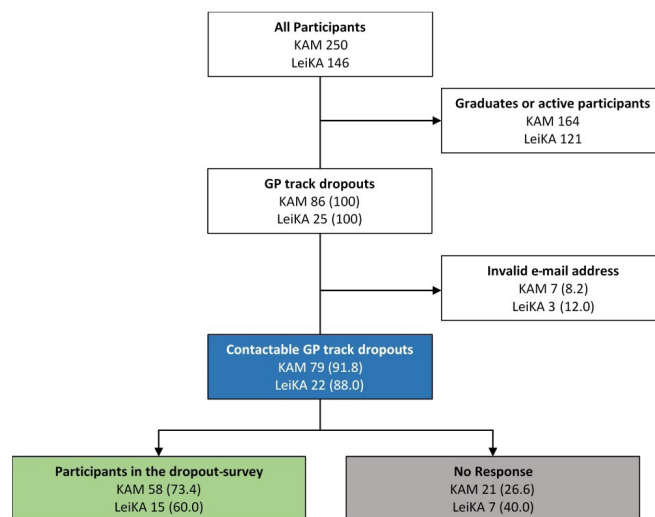 All Participants
KAM 250
LeiKA 146
Graduates or active participants
KAM 164
LeiKA 121
GP track dropouts
KAM 86 (100)
LeiKA 25 (100)
Invalid e-mail address
KAM 7 (8.2)
LeiKA 3 (12.0)
Contactable GP track dropouts
KAM 79 (91.8)
LeiKA 22 (88.0)
Participants in the dropout-survey
KAM 58 (73.4)
LeiKA 15 (60.0)
No Response
KAM 21 (26.6)
LeiKA 7 (40.0)